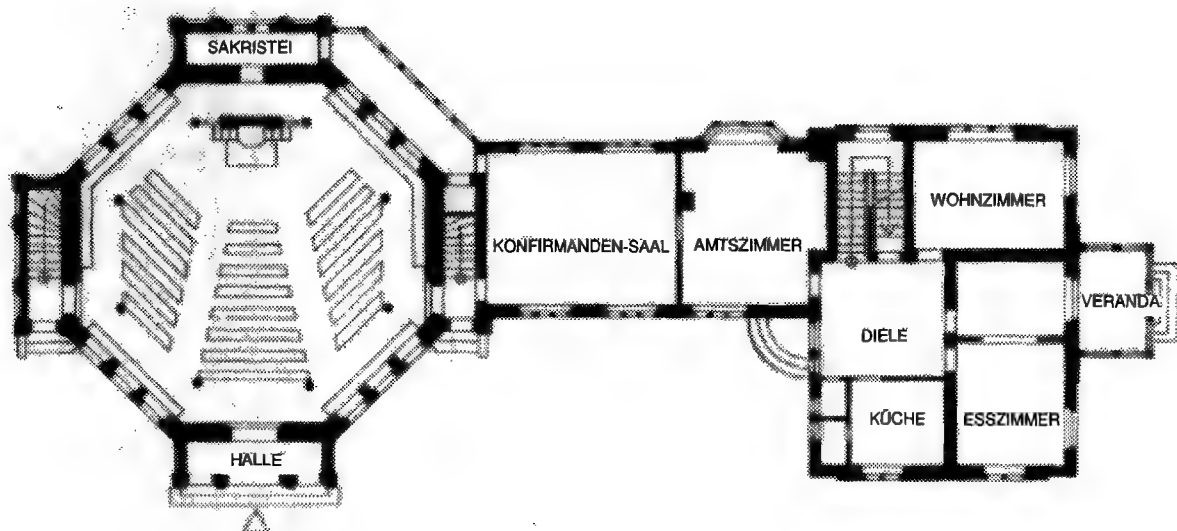 SAKRISTEI
WOHNZIMMER
KONFIRMANDEN-SAAL
AMTSZIMMER
VERANDA
DIELE
KÜCHE
ESSZIMMER
HALLE